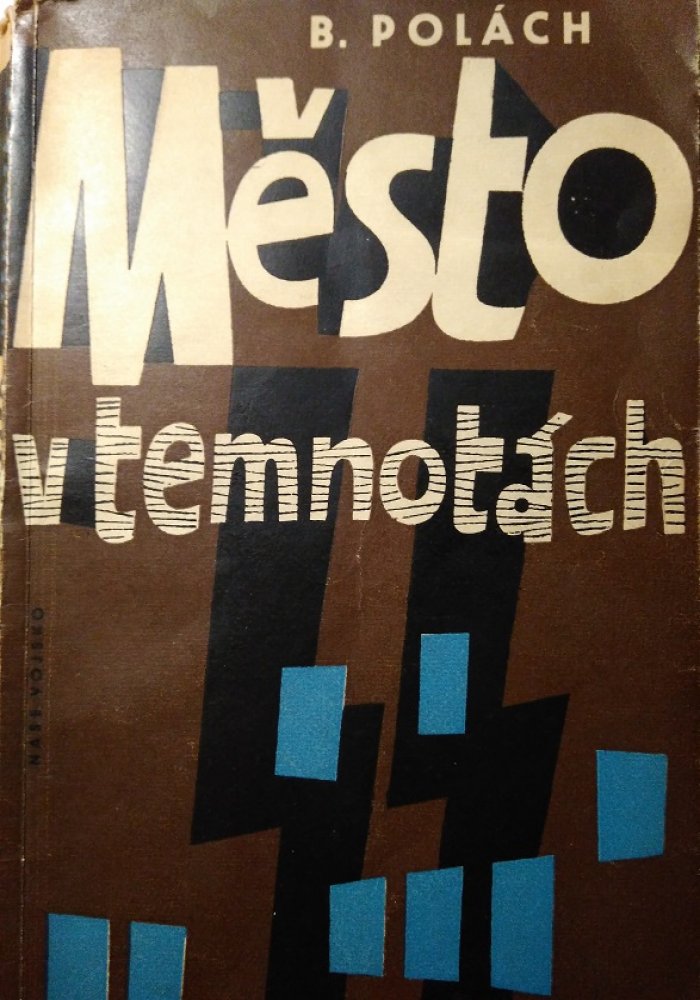 B. POLÁCH
Město
v temnotách
NAŠE VOJSKO